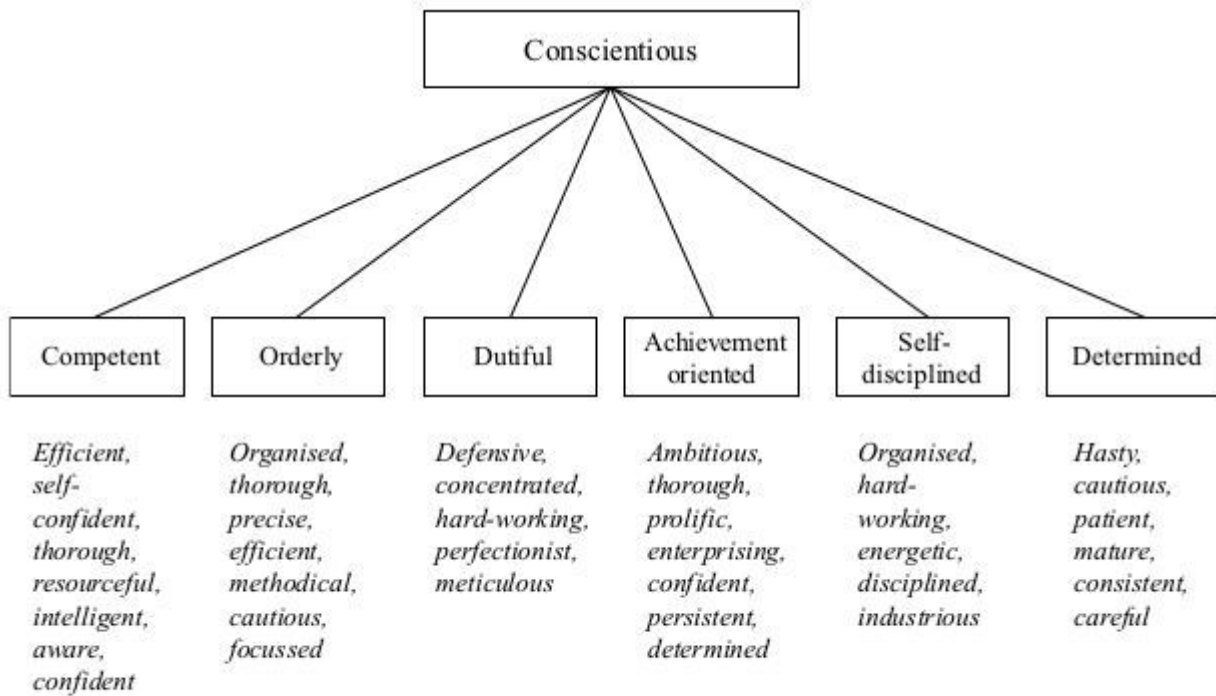 Conscientious
Competent
Orderly
Dutiful
Achievement
oriented
Self-
disciplined
Determined
Efficient,
self-
confident,
thorough,
resourceful,
intelligent,
aware,
confident
Organised,
thorough,
precise,
efficient,
methodical,
cautious,
focussed
Defensive,
concentrated,
hard-working,
perfectionist,
meticulous
Ambitious,
thorough,
prolific,
enterprising,
confident,
persistent,
determined
Organised,
hard-
working,
energetic,
disciplined,
industrious
Hasty,
cautious,
patient,
mature,
consistent,
careful